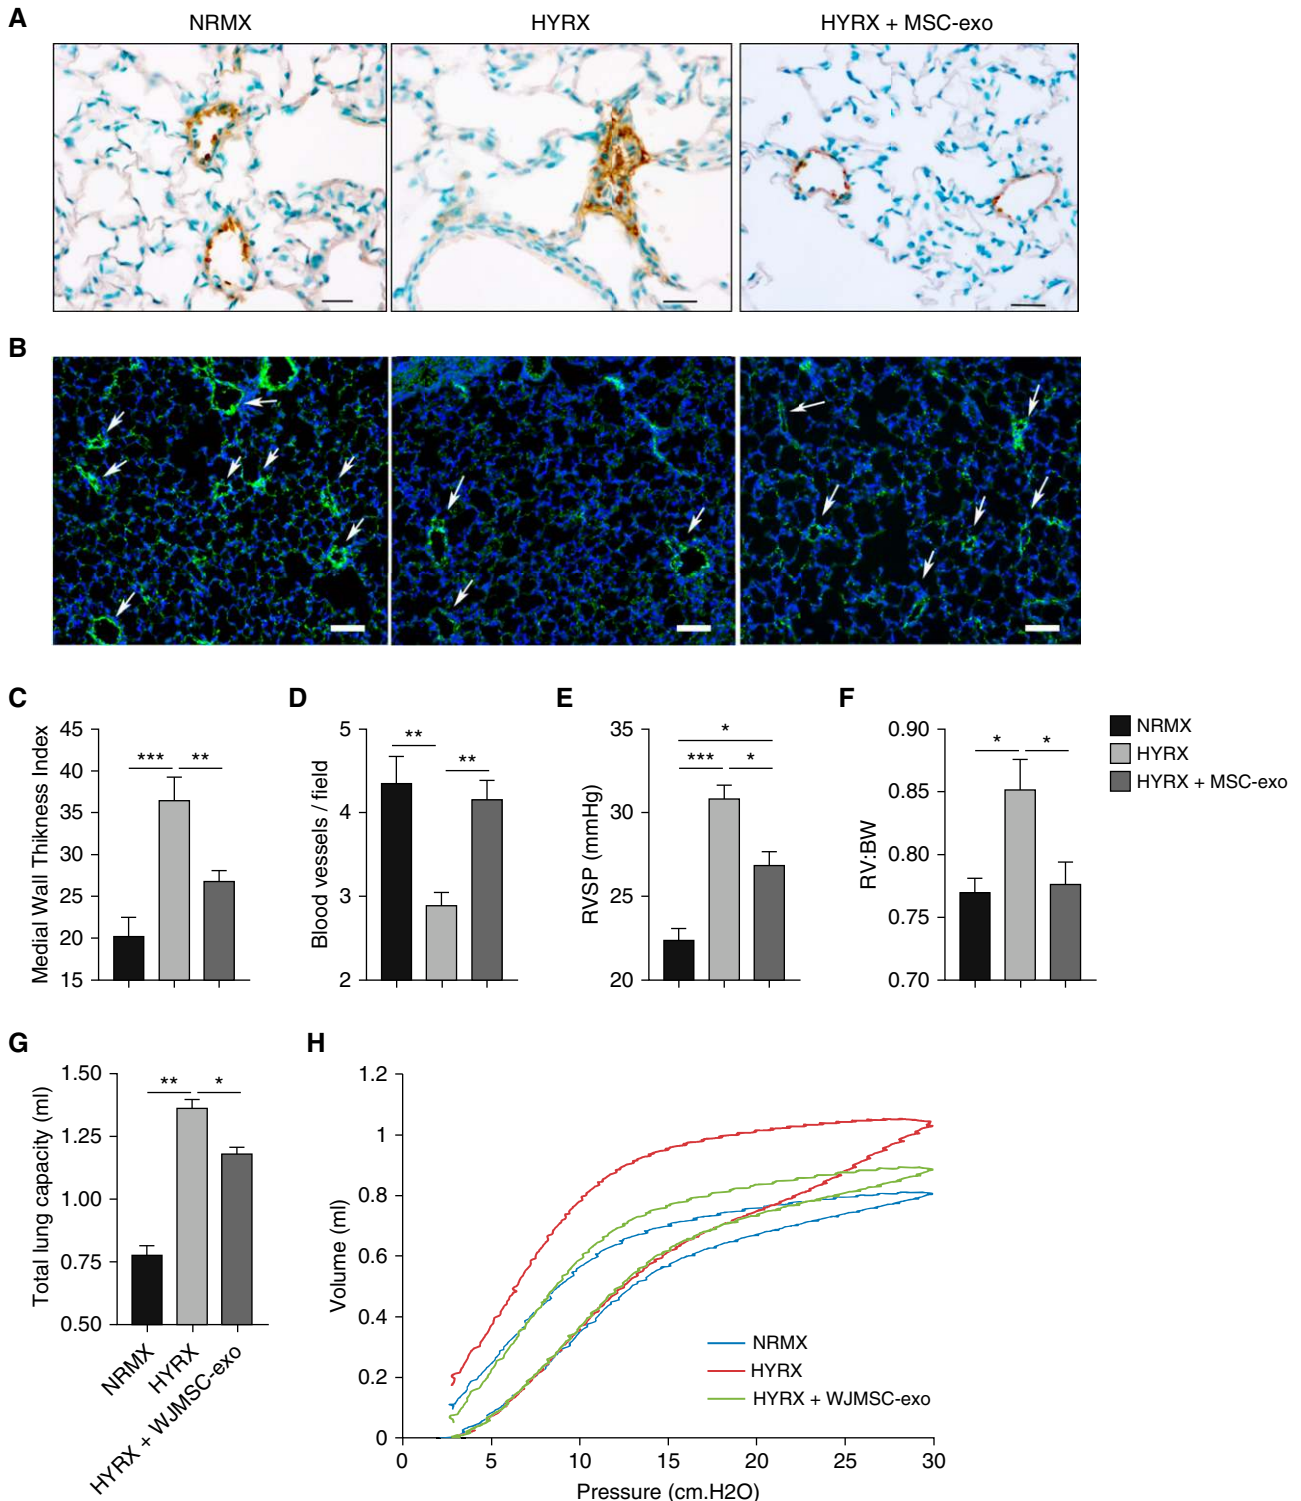 A
NRMX
HYRX
HYRX + MSC-exo
B
C
Medial Wall Thikness Index
45
40
35
30
25
20
15
***
**
D
Blood vessels / field
5
4
3
2
**
**
E
RVSP (mmHg)
35
30
25
20
*
***
*
F
RV:BW
0.90
0.85
0.80
0.75
0.70
*
*
NRMX
HYRX
HYRX + MSC-exo
G
Total lung capacity (ml)
1.50
1.25
1.00
0.75
0.50
**
*
NRMX
HYRX
HYRX + WJMSC-exo
H
Volume (ml)
1.2
1
0.8
0.6
0.4
0.2
0
0 5 10 15 20 25 30
Pressure (cm.H2O)
NRMX
HYRX
HYRX + WJMSC-exo